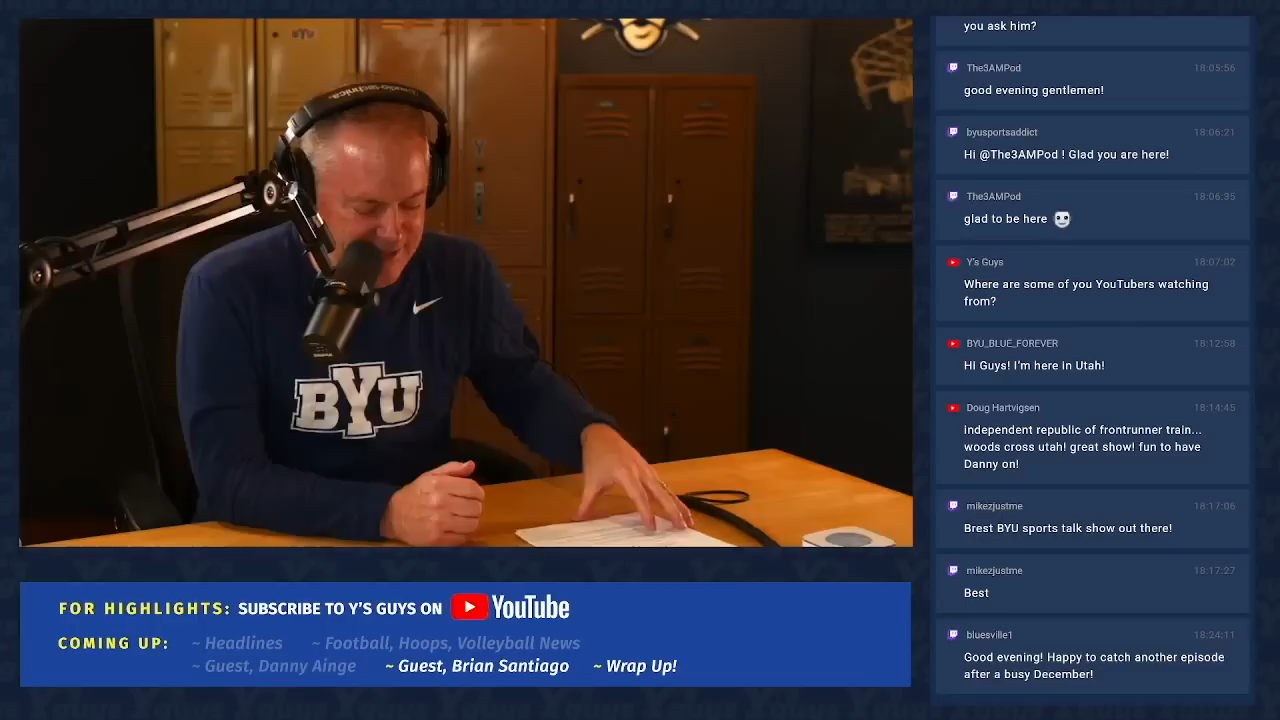 audio-technica
BYU
FOR HIGHLIGHTS: SUBSCRIBE TO Y'S GUYS ON YouTube
COMING UP: ~ Headlines ~ Football, Hoops, Volleyball News
~ Guest, Danny Ainge ~ Guest, Brian Santiago ~ Wrap Up!
you ask him?
The3AMPod 18:05:56
good evening gentlemen!
byusportsaddict 18:06:21
Hi @The3AMPod ! Glad you are here!
The3AMPod 18:06:35
glad to be here
Y's Guys 18:07:02
Where are some of you YouTubers watching
from?
BYU_BLUE_FOREVER 18:12:58
Hi Guys! I'm here in Utah!
Doug Hartvigsen 18:14:45
independent republic of frontrunner train...
woods cross utah! great show! fun to have
Danny on!
mikezjustme 18:17:06
Brest BYU sports talk show out there!
mikezjustme 18:17:27
Best
bluesville1 18:24:11
Good evening! Happy to catch another episode
after a busy December!